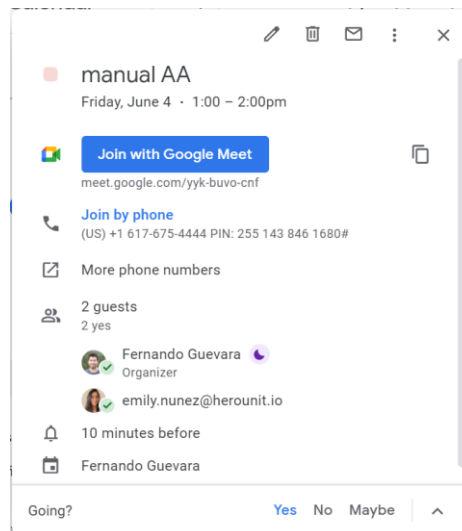 manual AA
Friday, June 4 · 1:00 – 2:00pm
Join with Google Meet
meet.google.com/yyk-buvo-cnf
Join by phone
(US) +1 617-675-4444 PIN: 255 143 846 1680#
More phone numbers
2 guests
2 yes
Fernando Guevara
Organizer
emily.nunez@herounit.io
10 minutes before
Fernando Guevara
Going?
Yes No Maybe